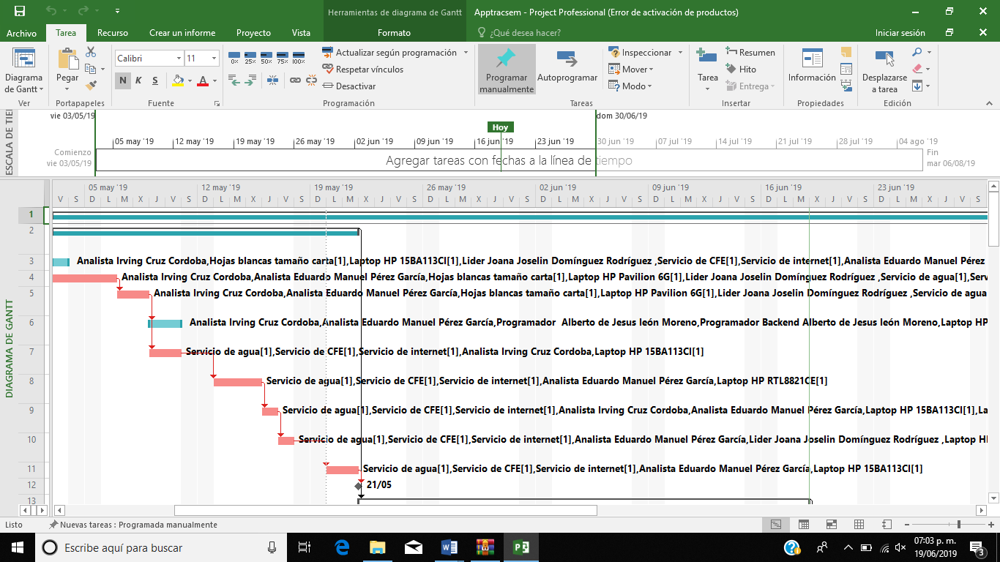 Herramientas de diagrama de Gantt Apptracsem - Project Professional (Error de activación de productos)
Archivo Tarea Recurso Crear un informe Proyecto Vista Formato ¿Qué desea hacer? Iniciar sesión
Diagrama de Gantt
Ver
Pegar
Portapapeles
Calibri 11
N K S
Fuente
0% 25% 50% 75% 100%
Actualizar según programación
Respetar vínculos
Desactivar
Programación
Programar manualmente
Autoprogramar
Inspeccionar
Mover
Modo
Tareas
Tarea
Resumen
Hito
Entrega
Insertar
Información
Propiedades
Desplazarse a tarea
Edición
ESCALA DE TIE
vie 03/05/19 dom 30/06/19
Hoy
05 may '19 12 may '19 19 may '19 26 may '19 02 jun '19 09 jun '19 16 jun '19 23 jun '19 30 jun '19 07 jul '19 14 jul '19 21 jul '19 28 jul '19 04 ago '19
Comienzo
vie 03/05/19
Agregar tareas con fechas a la línea de tiempo
Fin
mar 06/08/19
DIAGRAMA DE GANTT
05 may '19 12 may '19 19 may '19 26 may '19 02 jun '19 09 jun '19 16 jun '19 23 jun '19
V S D L M X J V S D L M X J V S D L M X J V S D L M X J V S D L M X J V S D L M X J V S D L M X J V S D L M X J V S
1
2
3 Analista Irving Cruz Cordoba,Hojas blancas tamaño carta[1],Laptop HP 15BA113Cl[1],Lider Joana Joselin Domínguez Rodríguez ,Servicio de CFE[1],Servicio de internet[1],Analista Eduardo Manuel Pérez
4 Analista Irving Cruz Cordoba,Analista Eduardo Manuel Pérez García,Hojas blancas tamaño carta[1],Laptop HP Pavilion 6G[1],Lider Joana Joselin Domínguez Rodríguez ,Servicio de agua[1],Serv
5 Analista Irving Cruz Cordoba,Analista Eduardo Manuel Pérez García,Hojas blancas tamaño carta[1],Laptop HP Pavilion 6G[1],Lider Joana Joselin Domínguez Rodríguez ,Servicio de agua
6 Analista Irving Cruz Cordoba,Analista Eduardo Manuel Pérez García,Programador  Alberto de Jesus león Moreno,Programador Backend Alberto de Jesus león Moreno,Laptop HP
7 Servicio de agua[1],Servicio de CFE[1],Servicio de internet[1],Analista Irving Cruz Cordoba,Laptop HP 15BA113Cl[1]
8 Servicio de agua[1],Servicio de CFE[1],Servicio de internet[1],Analista Eduardo Manuel Pérez García,Laptop HP RTL8821CE[1]
9 Servicio de agua[1],Servicio de CFE[1],Servicio de internet[1],Analista Irving Cruz Cordoba,Analista Eduardo Manuel Pérez García,Laptop HP 15BA113Cl[1],La
10 Servicio de agua[1],Servicio de CFE[1],Servicio de internet[1],Analista Eduardo Manuel Pérez García,Lider Joana Joselin Domínguez Rodríguez ,Laptop H
11 Servicio de agua[1],Servicio de CFE[1],Servicio de internet[1],Analista Eduardo Manuel Pérez García,Laptop HP 15BA113Cl[1]
12 21/05
13
Listo Nuevas tareas : Programada manualmente
Escribe aquí para buscar
07:03 p. m.
19/06/2019
3